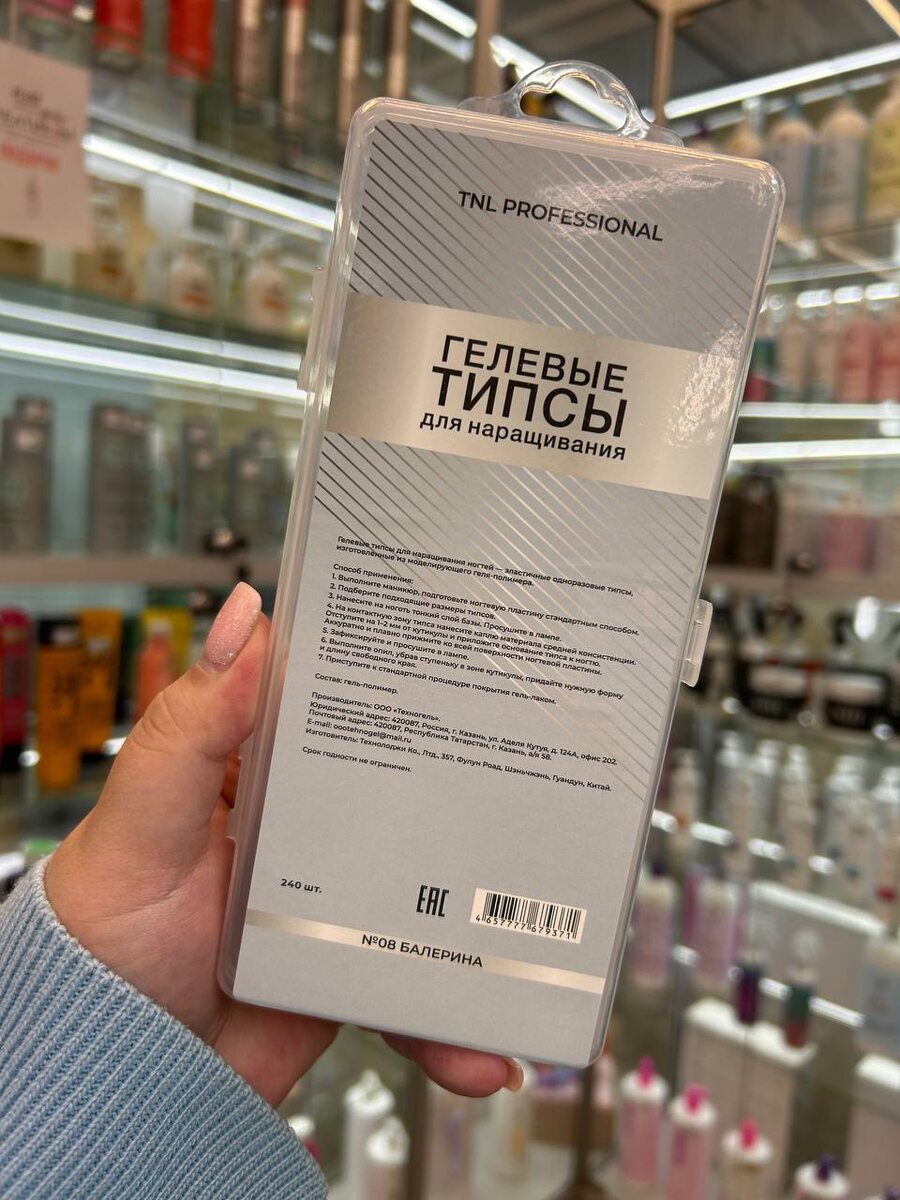 TNL PROFESSIONAL
ГЕЛЕВЫЕ
ТИПСЫ
для наращивания
Гелевые типсы для наращивания ногтей — эластичные одноразовые типсы,
изготовленные из моделирующего геля-полимера.
Способ применения:
1. Выполните маникюр, подготовьте ногтевую пластину стандартным способом.
2. Подберите подходящие размеры типсов.
3. Нанесите на ноготь тонкий слой базы. Просушите в лампе.
4. На контактную зону типса нанесите каплю материала средней консистенции.
Отступите на 1-2 мм от кутикулы и приложите основание типса к ногтю.
Аккуратно и плавно прижмите ко всей поверхности ногтевой пластины.
5. Зафиксируйте и просушите в лампе.
6. Выполните опил, убрав ступеньку в зоне кутикулы, придайте нужную форму
и длину свободного края.
7. Приступите к стандартной процедуре покрытия гель-лаком.
Состав: гель-полимер.
Производитель: ООО «Техногель».
Юридический адрес: 420087, Россия, г. Казань, ул. Аделя Кутуя, д. 124А, офис 202.
Почтовый адрес: 420087, Республика Татарстан, г. Казань, а/я 58.
E-mail: oootehnogel@mail.ru
Изготовитель: Технолоджи Ко., Лтд., 357, Фулун Роад, Шэньчжэнь, Гуандун, Китай.
Срок годности не ограничен.
240 шт.
EAC
4 657777 679371
№08 БАЛЕРИНА